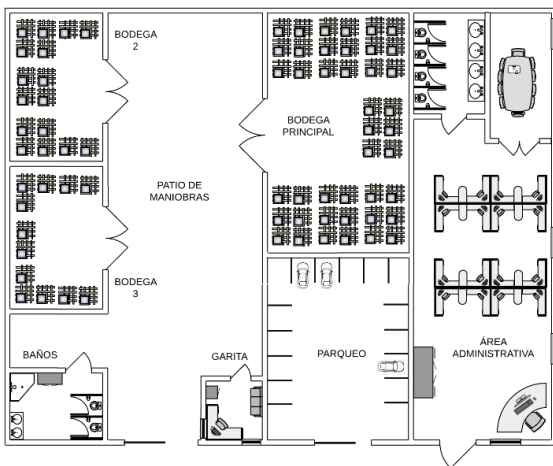 BODEGA
2
BODEGA
PRINCIPAL
PATIO DE
MANIOBRAS
BODEGA
3
BAÑOS
GARITA
PARQUEO
ÁREA
ADMINISTRATIVA